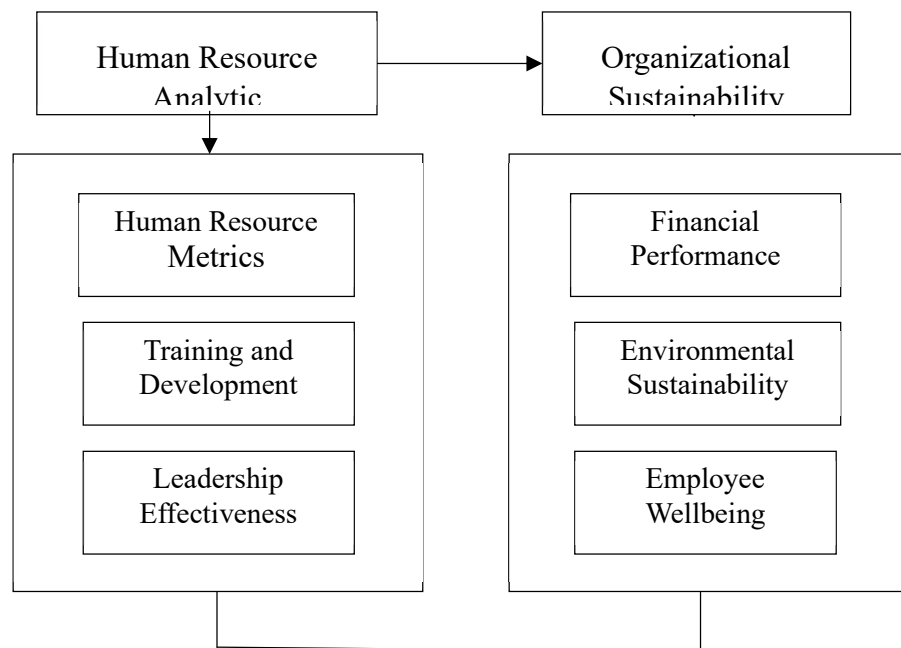 Human Resource
Analytic
Organizational
Sustainability
Human Resource
Metrics
Training and
Development
Leadership
Effectiveness
Financial
Performance
Environmental
Sustainability
Employee
Wellbeing